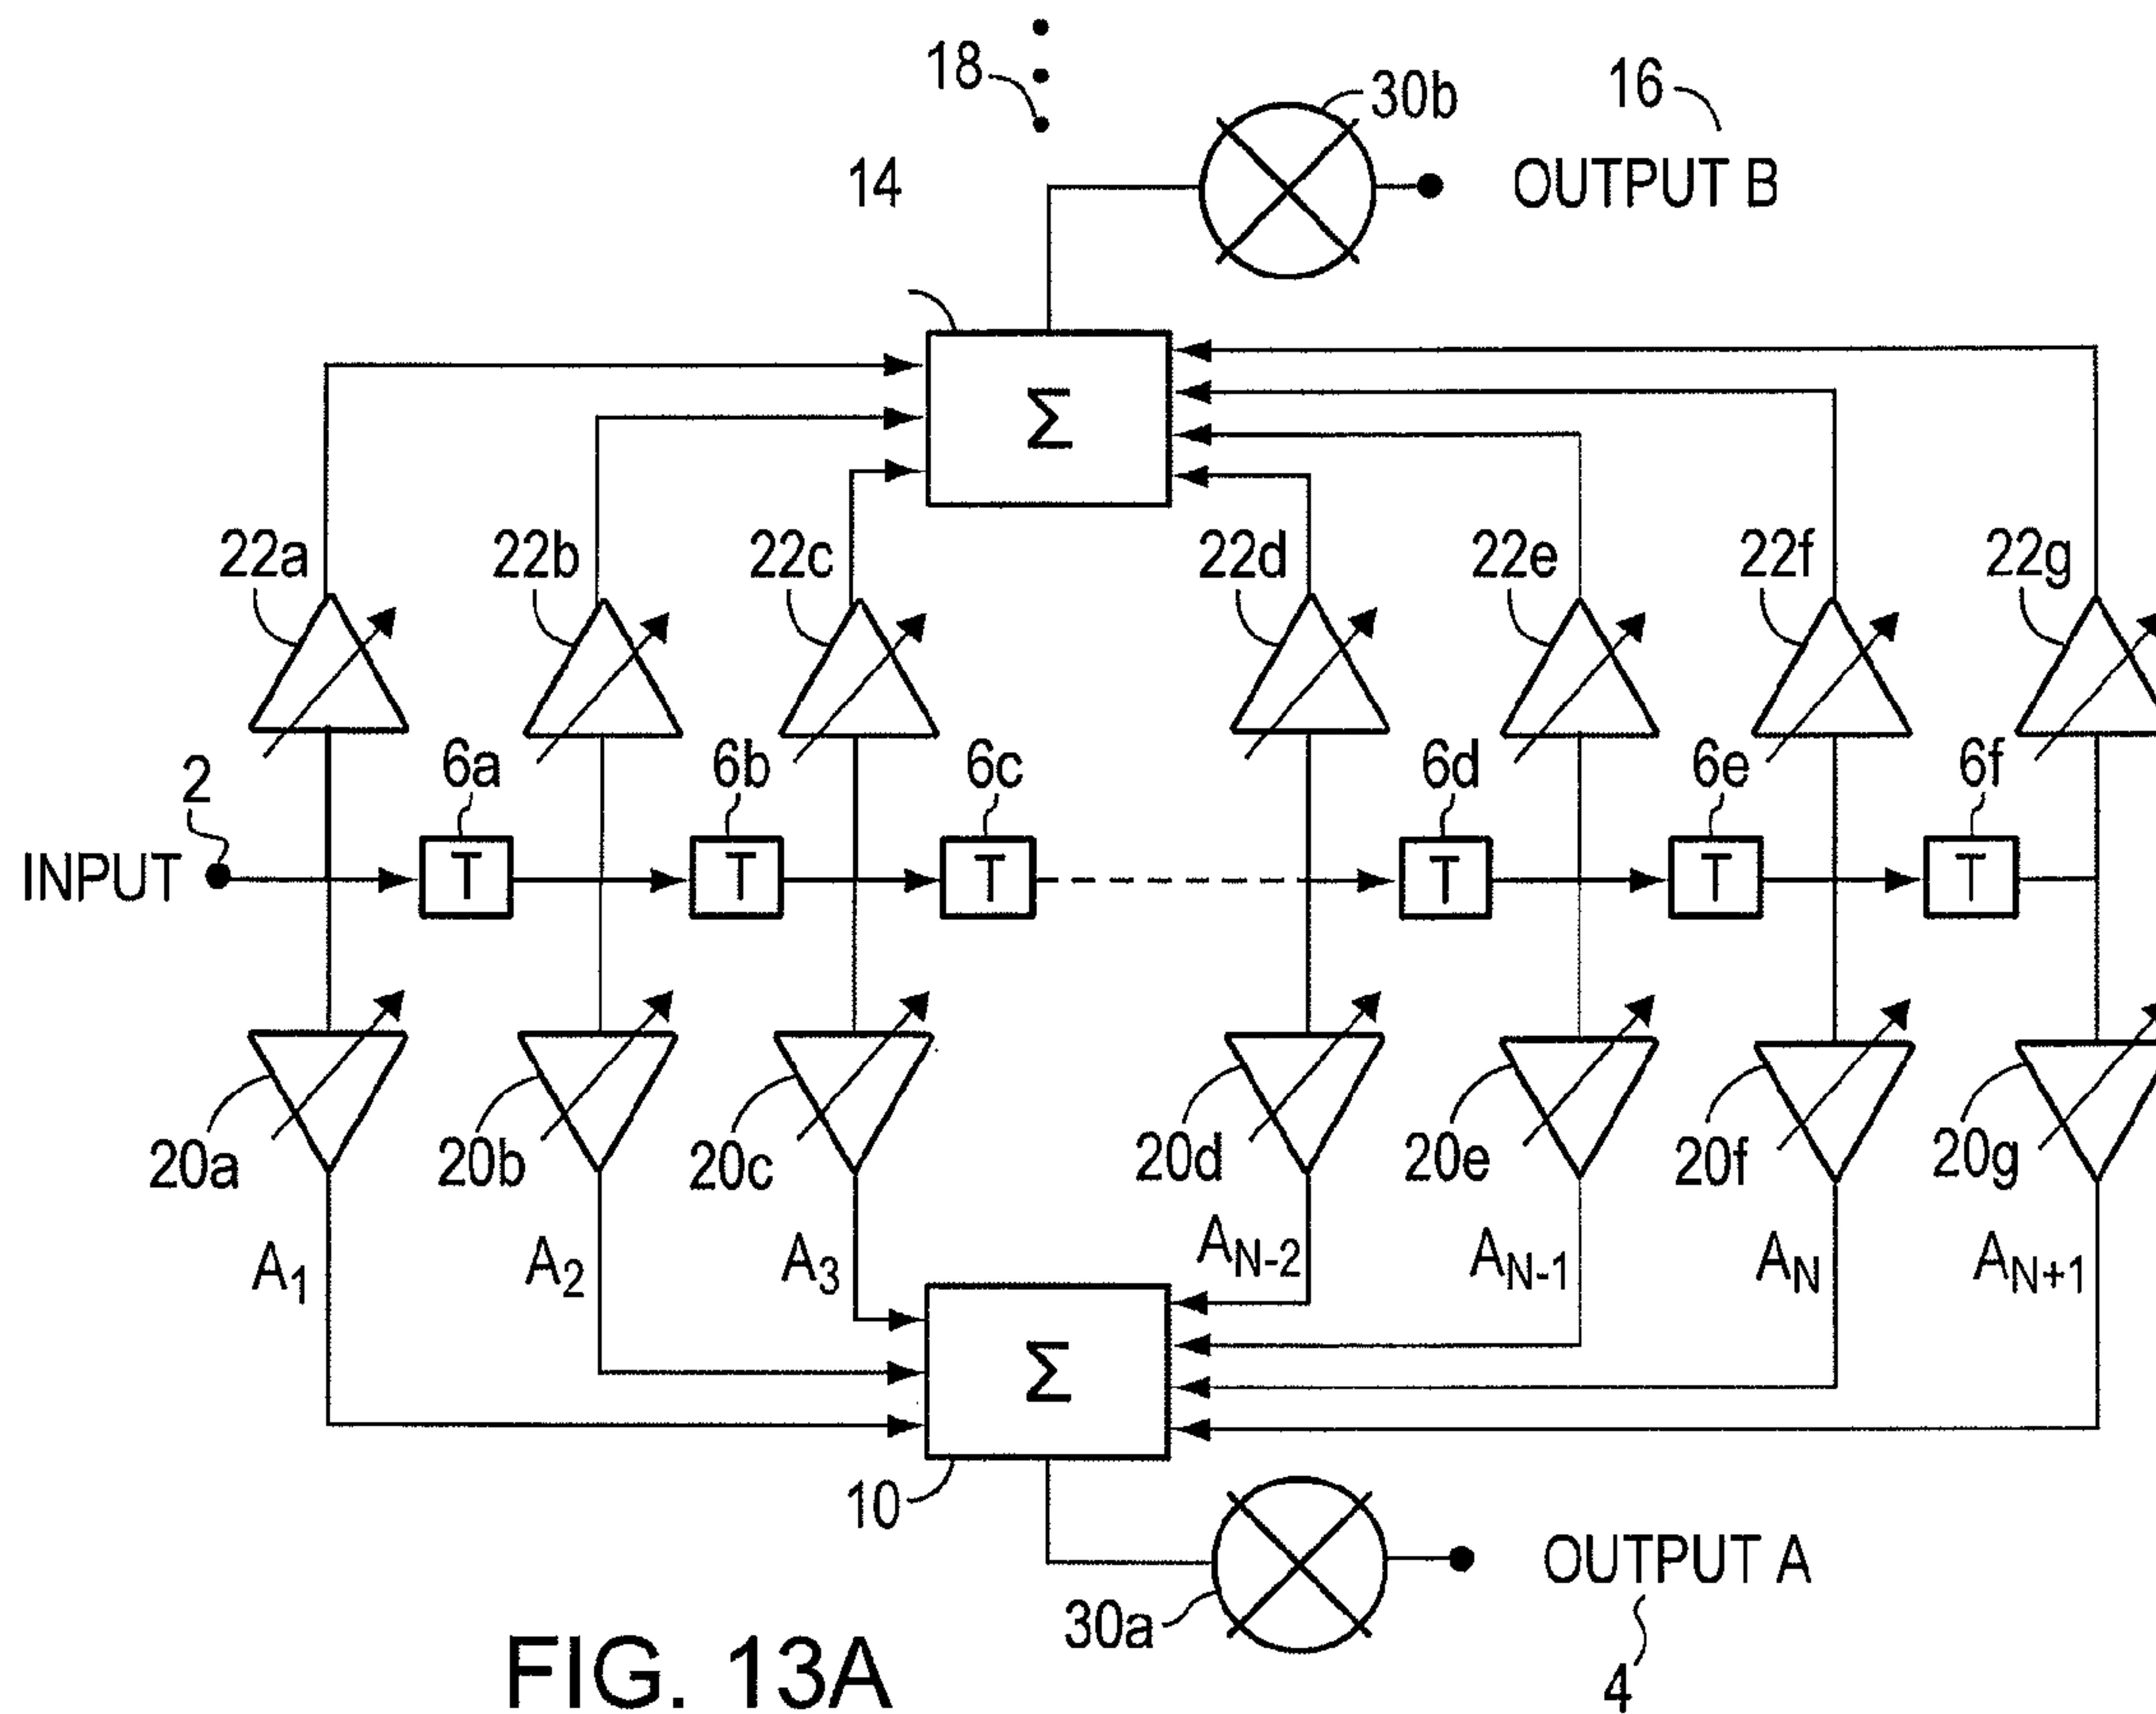 18
30b
16
14
OUTPUT B
Σ
22a
22b
22c
22d
22e
22f
22g
2
6a
6b
6c
6d
6e
6f
INPUT
T
T
T
T
T
T
20a
20b
20c
20d
20e
20f
20g
A1
A2
A3
AN-2
AN-1
AN
AN+1
Σ
10
30a
OUTPUT A
4
FIG. 13A